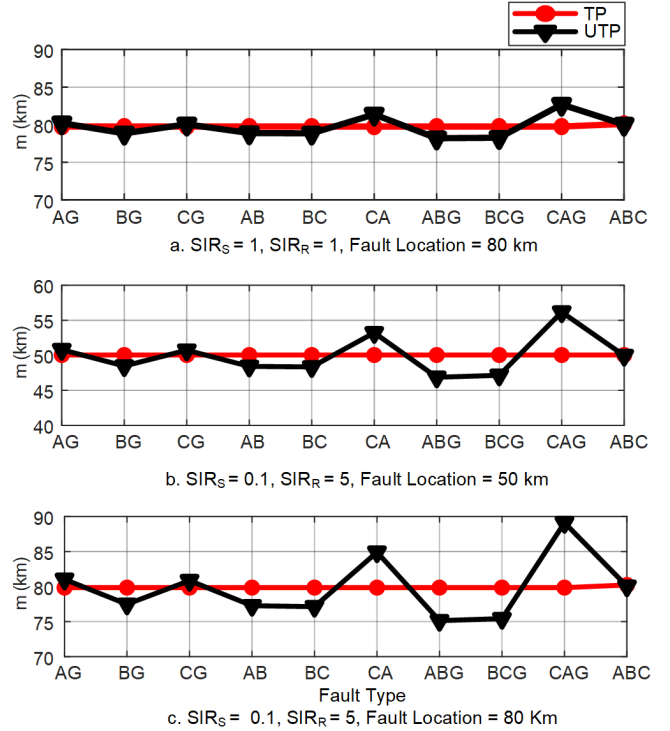 TP
UTP
90
85
80
75
70
m (km)
AG BG CG AB BC CA ABG BCG CAG ABC
a. SIRS = 1, SIRR = 1, Fault Location = 80 km
60
55
50
45
40
m (km)
AG BG CG AB BC CA ABG BCG CAG ABC
b. SIRS = 0.1, SIRR = 5, Fault Location = 50 km
90
85
80
75
70
m (km)
AG BG CG AB BC CA ABG BCG CAG ABC
Fault Type
c. SIRS = 0.1, SIRR = 5, Fault Location = 80 Km